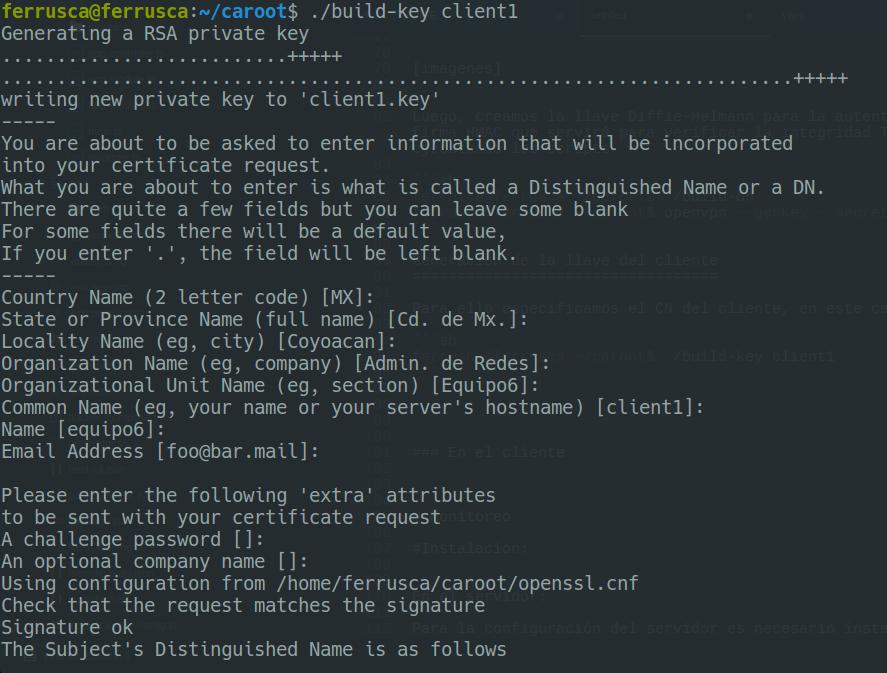 ferrusca@ferrusca:~/caroot$ ./build-key client1
Generating a RSA private key
..........................+++++
........................................................................+++++
writing new private key to 'client1.key'
-----
You are about to be asked to enter information that will be incorporated
into your certificate request.
What you are about to enter is what is called a Distinguished Name or a DN.
There are quite a few fields but you can leave some blank
For some fields there will be a default value,
If you enter '.', the field will be left blank.
-----
Country Name (2 letter code) [MX]:
State or Province Name (full name) [Cd. de Mx.]:
Locality Name (eg, city) [Coyoacan]:
Organization Name (eg, company) [Admin. de Redes]:
Organizational Unit Name (eg, section) [Equipo6]:
Common Name (eg, your name or your server's hostname) [client1]:
Name [equipo6]:
Email Address [foo@bar.mail]:
Please enter the following 'extra' attributes
to be sent with your certificate request
A challenge password []:
An optional company name []:
Using configuration from /home/ferrusca/caroot/openssl.cnf
Check that the request matches the signature
Signature ok
The Subject's Distinguished Name is as follows